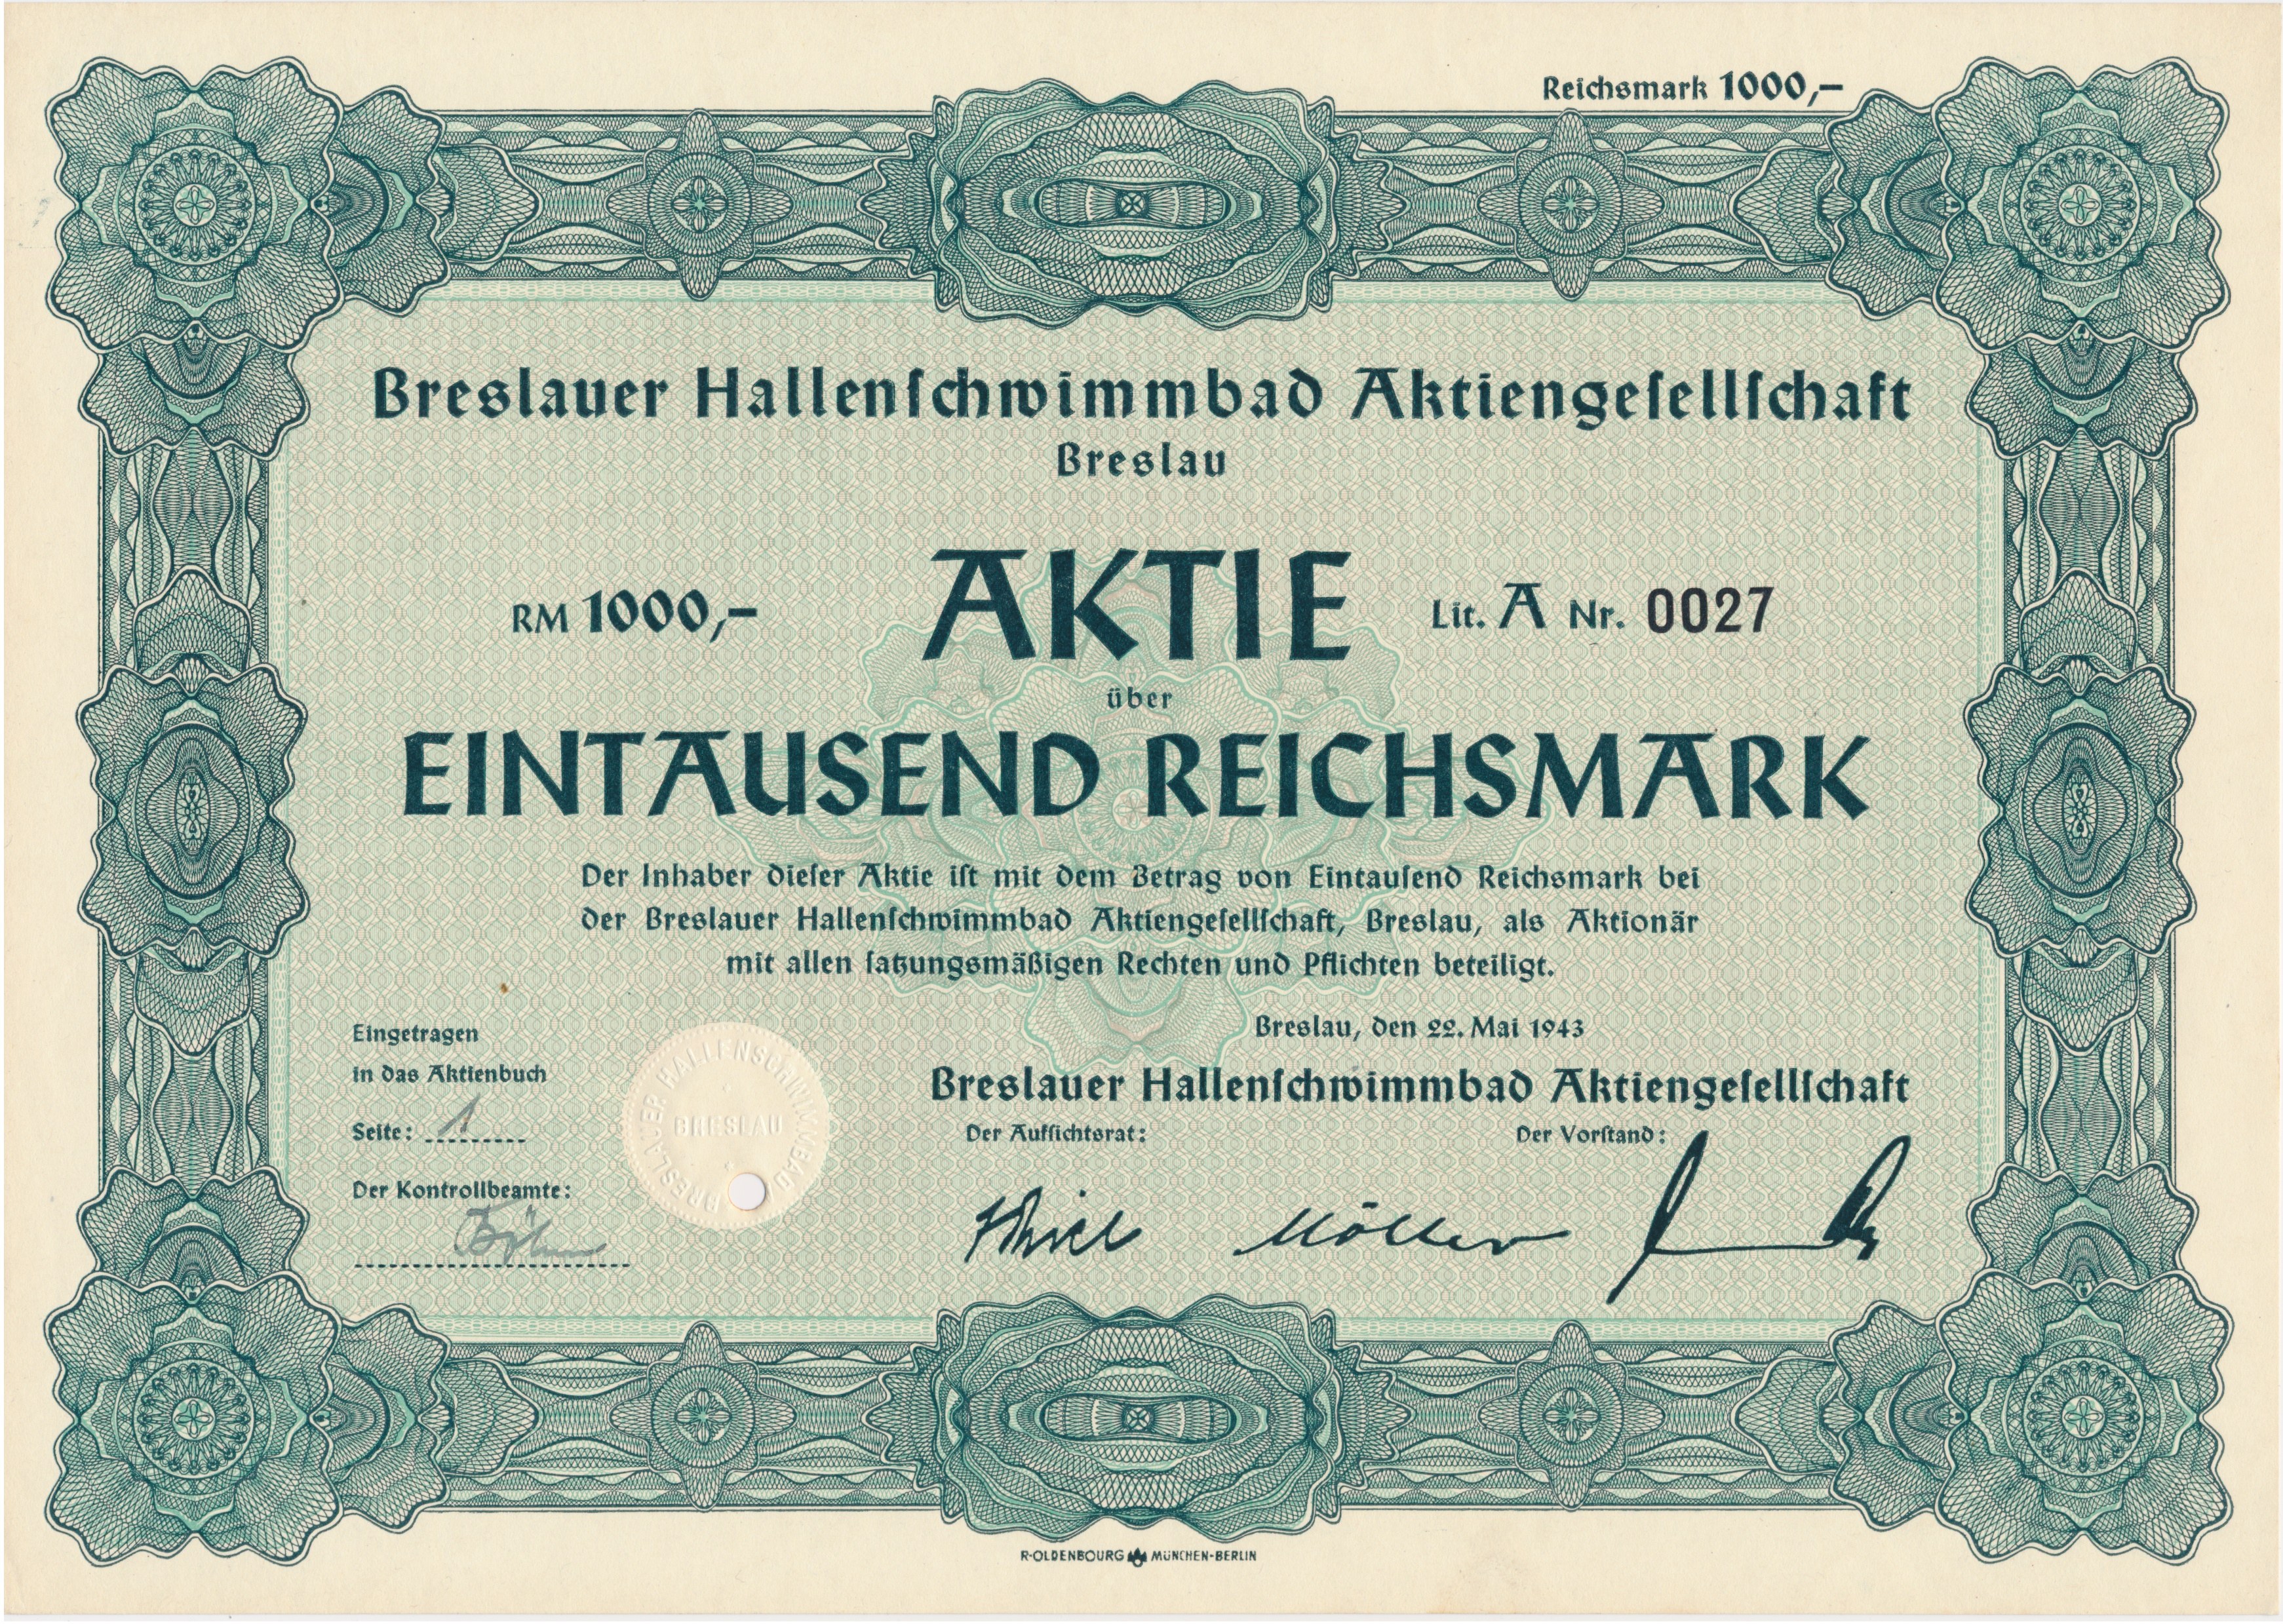 Reichsmark 1000,–
Breslauer Hallenſchwimmbad Aktiengeſellſchaft
Breslau
RM 1000,– AKTIE Lit. A Nr. 0027
über
EINTAUSEND REICHSMARK
Der Inhaber dieſer Aktie iſt mit dem Betrag von Eintauſend Reichsmark bei
der Breslauer Hallenſchwimmbad Aktiengeſellſchaft, Breslau, als Aktionär
mit allen ſatzungsmäßigen Rechten und Pflichten beteiligt.
Breslau, den 22. Mai 1943
Breslauer Hallenſchwimmbad Aktiengeſellſchaft
Der Aufſichtsrat: Der Vorſtand:
Möller
Eingetragen
in das Aktienbuch
Seite: 1
Der Kontrollbeamte:
BRESLAUER HALLENSCHWIMMBAD
BRESLAU
R·OLDENBOURG MÜNCHEN-BERLIN